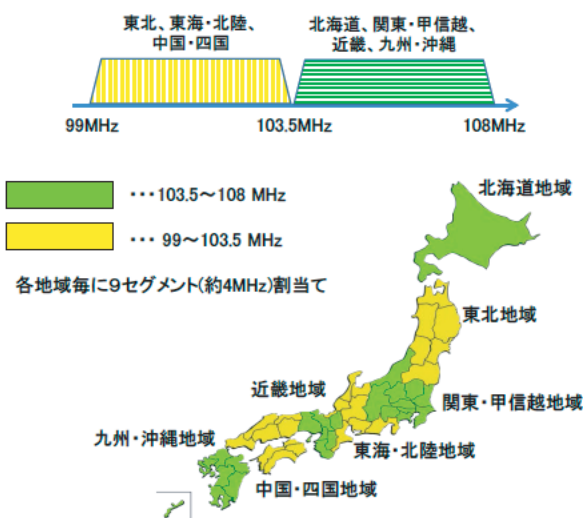 東北、東海・北陸、
中国・四国
北海道、関東・甲信越、
近畿、九州・沖縄
99MHz
103.5MHz
108MHz
・・・103.5～108 MHz
・・・ 99～103.5 MHz
各地域毎に9セグメント(約4MHz)割当て
北海道地域
東北地域
近畿地域
関東・甲信越地域
九州・沖縄地域
東海・北陸地域
中国・四国地域